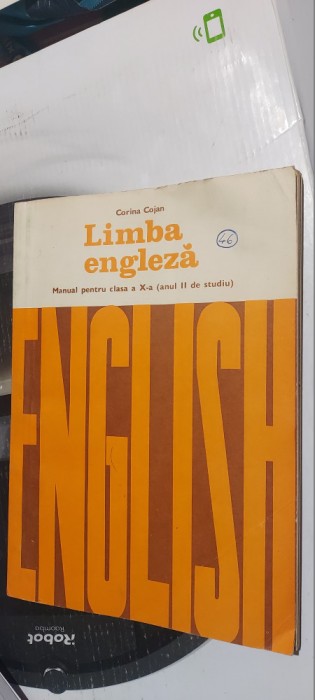 Corina Cojan
Limba
engleză
46
Manual pentru clasa a X-a (anul II de studiu)
ENGLISH
iRobot
Roomba